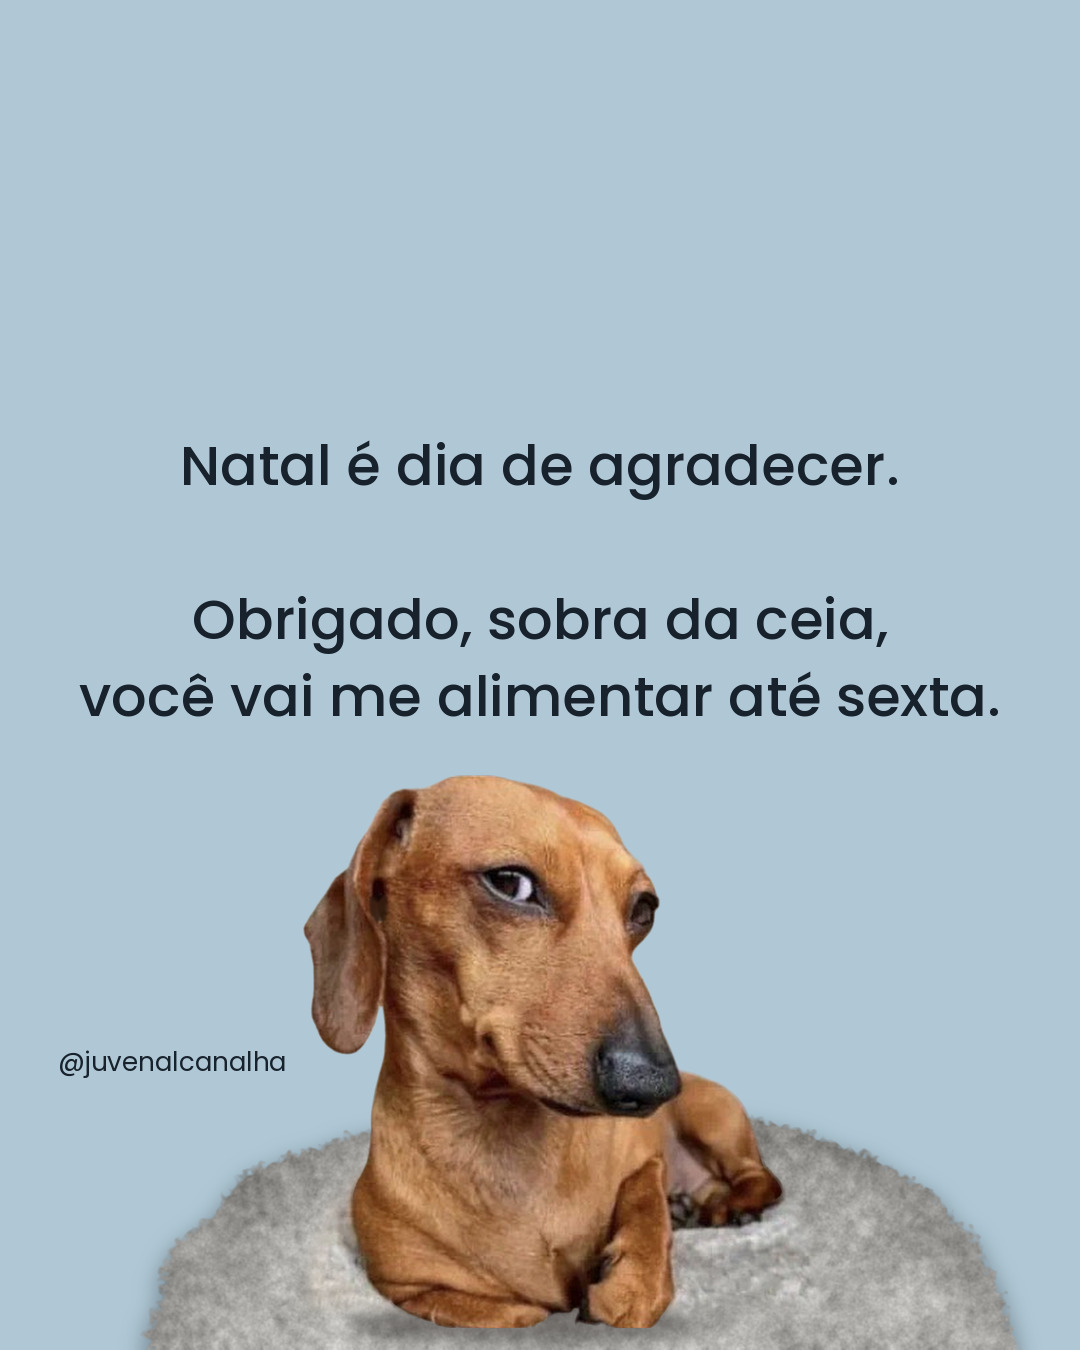 Natal é dia de agradecer.
Obrigado, sobra da ceia,
você vai me alimentar até sexta.
@juvenalcanalha